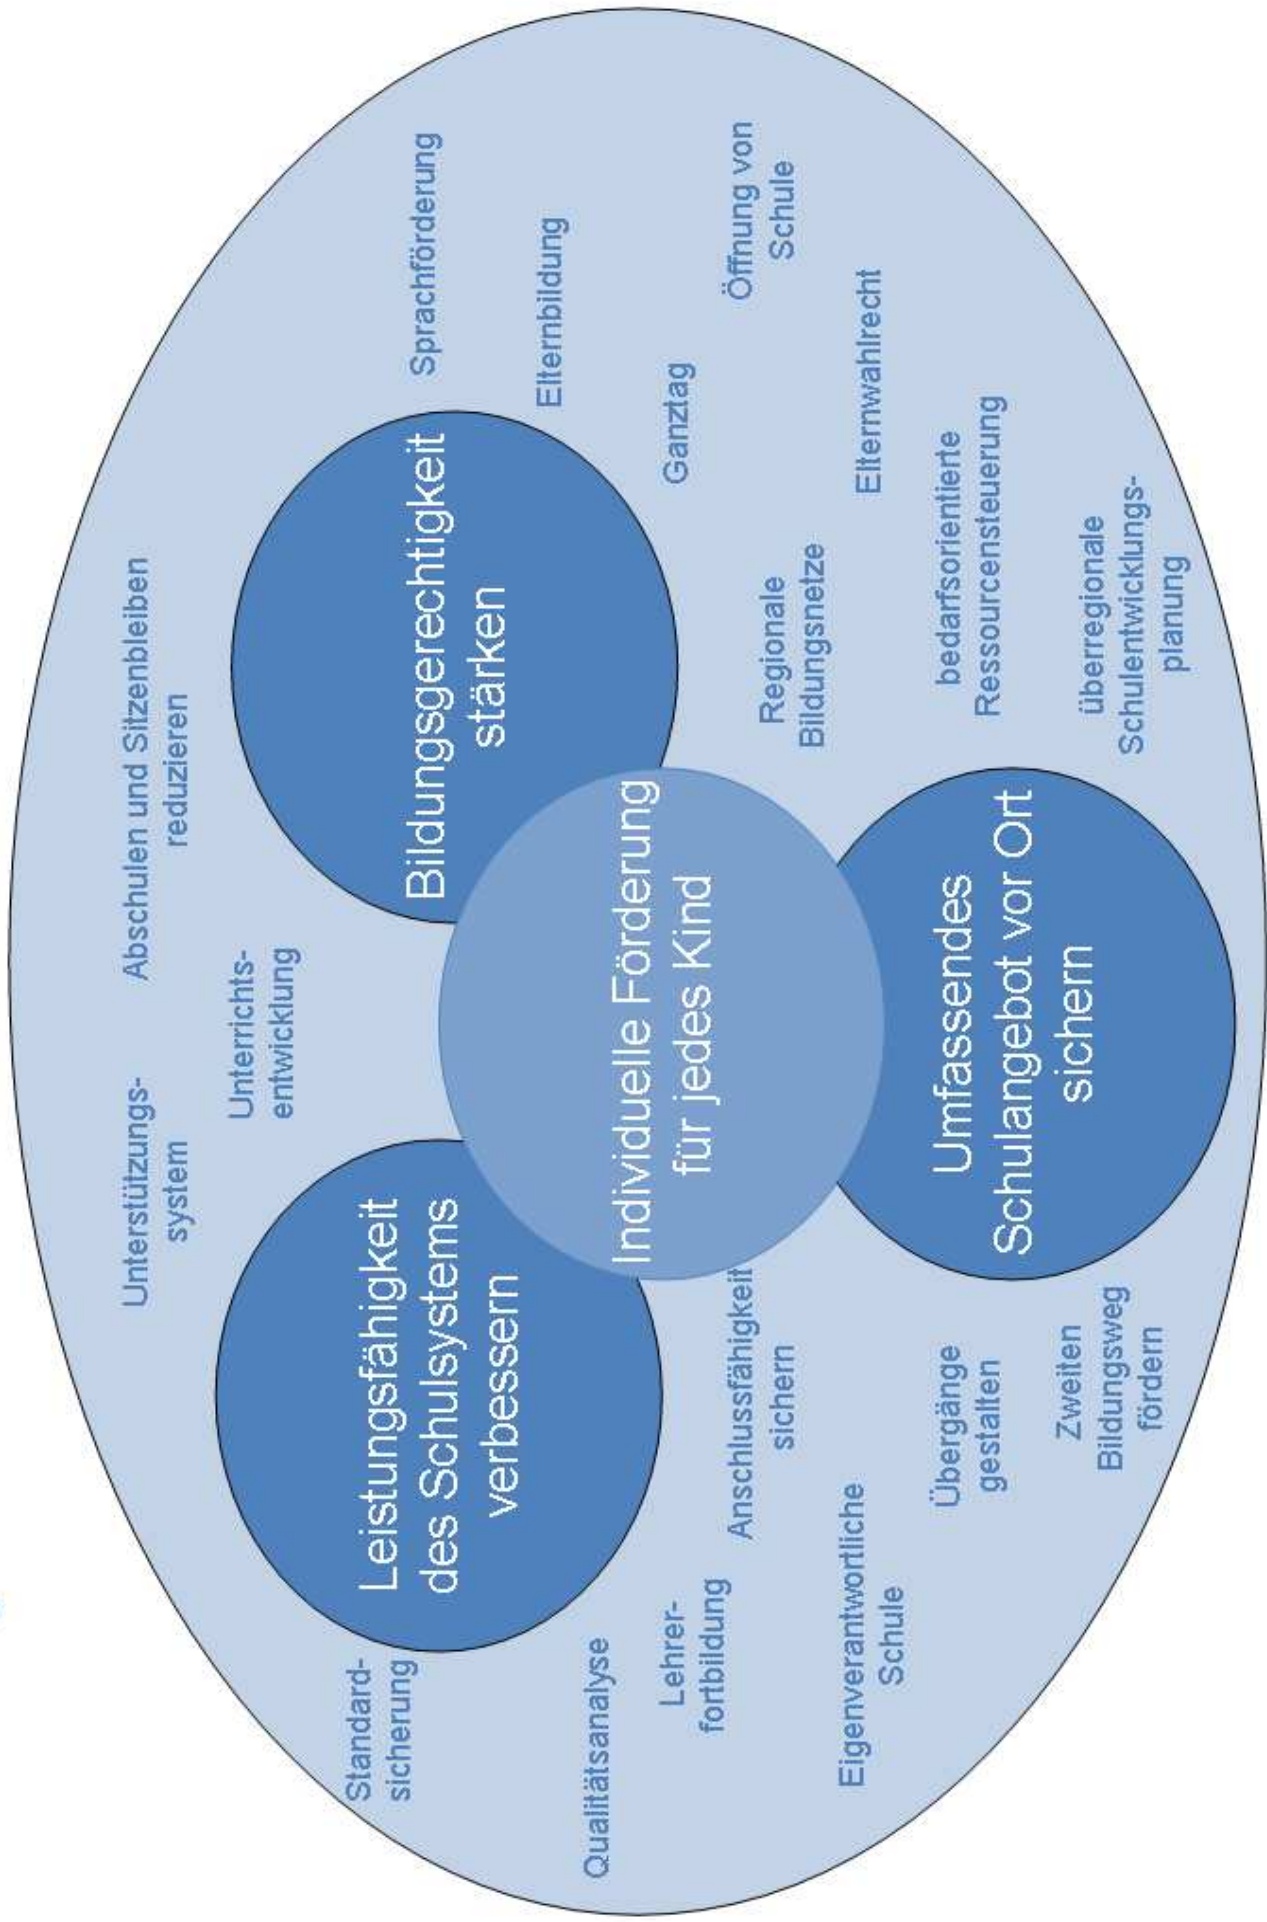 Unterstützungs-
system
Abschulen und Sitzenbleiben
reduzieren
Unterrichts-
entwicklung
Standard-
sicherung
Leistungsfähigkeit
des Schulsystems
verbessern
Bildungsgerechtigkeit
stärken
Sprachförderung
Elternbildung
Qualitätsanalyse
Lehrer-
fortbildung
Individuelle Förderung
für jedes Kind
Ganztag
Öffnung von
Schule
Anschlussfähigkeit
sichern
Regionale
Bildungsnetze
Eigenverantwortliche
Schule
Elternwahlrecht
Übergänge
gestalten
Umfassendes
Schulangebot vor Ort
sichern
bedarfsorientierte
Ressourcensteuerung
Zweiten
Bildungsweg
fördern
überregionale
Schulentwicklungs-
planung